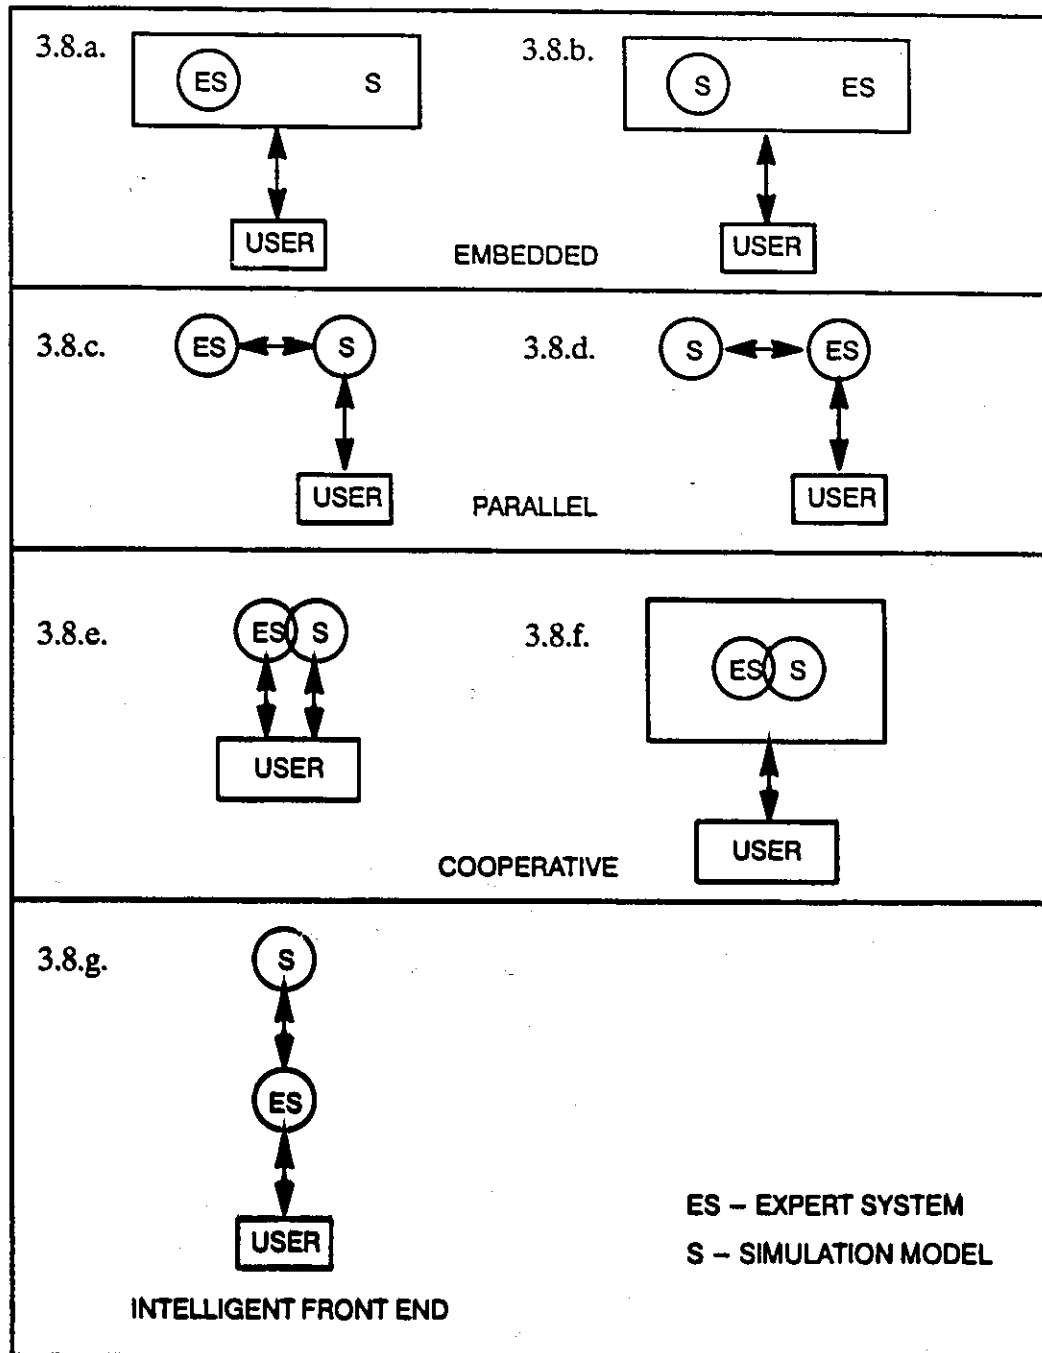 3.8.a.
ES
S
USER
3.8.b.
S
ES
USER
EMBEDDED
3.8.c.
ES
S
USER
3.8.d.
S
ES
USER
PARALLEL
3.8.e.
ES
S
USER
3.8.f.
ES
S
USER
COOPERATIVE
3.8.g.
S
ES
USER
INTELLIGENT FRONT END
ES – EXPERT SYSTEM
S – SIMULATION MODEL